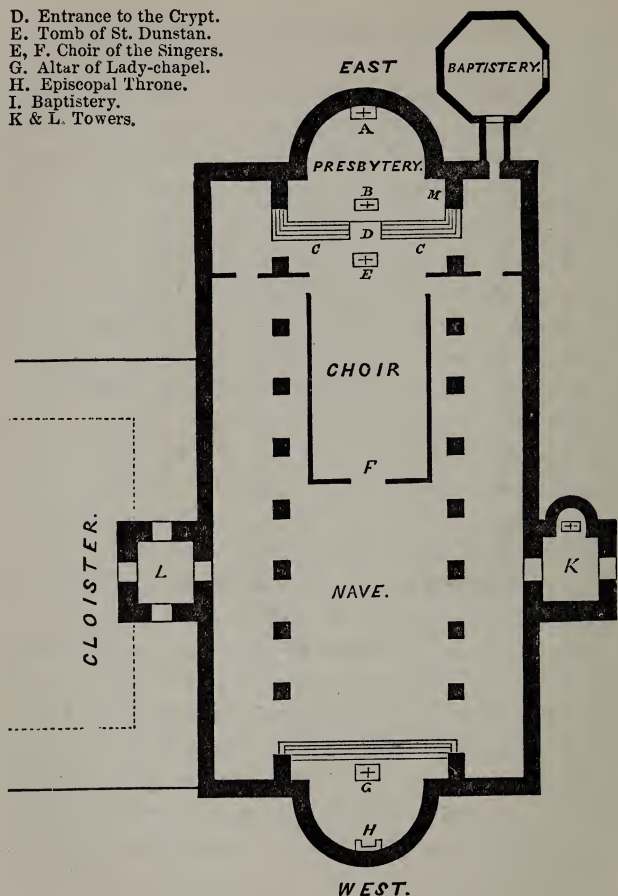 D. Entrance to the Crypt.
E. Tomb of St. Dunstan.
E, F. Choir of the Singers.
G. Altar of Lady-chapel.
H. Episcopal Throne.
I. Baptistery.
K & L. Towers.
EAST
BAPTISTERY.
A
PRESBYTERY.
B
M
D
C
C
E
CHOIR
F
CLOISTER.
L
K
NAVE.
G
H
WEST.